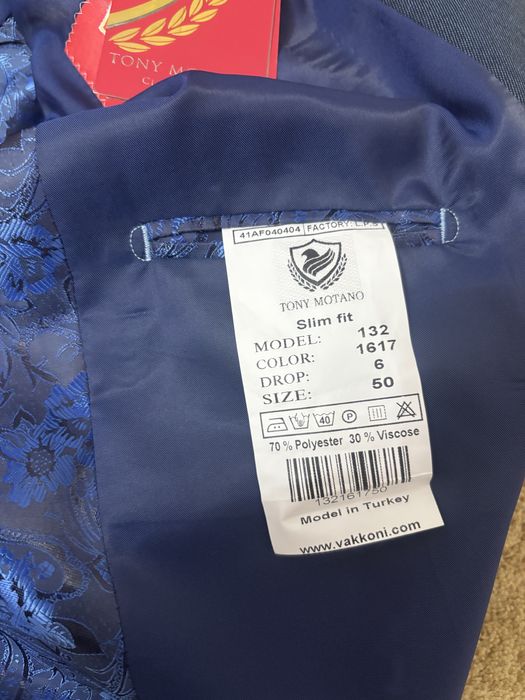 TONY MO
41AF040404 FACTORY: L.P.S
TONY MOTANO
Slim fit
MODEL: 132
COLOR: 1617
DROP: 6
SIZE: 50
40 P
70 % Polyester 30 % Viscose
132161750
Model in Turkey
www.vakkoni.com